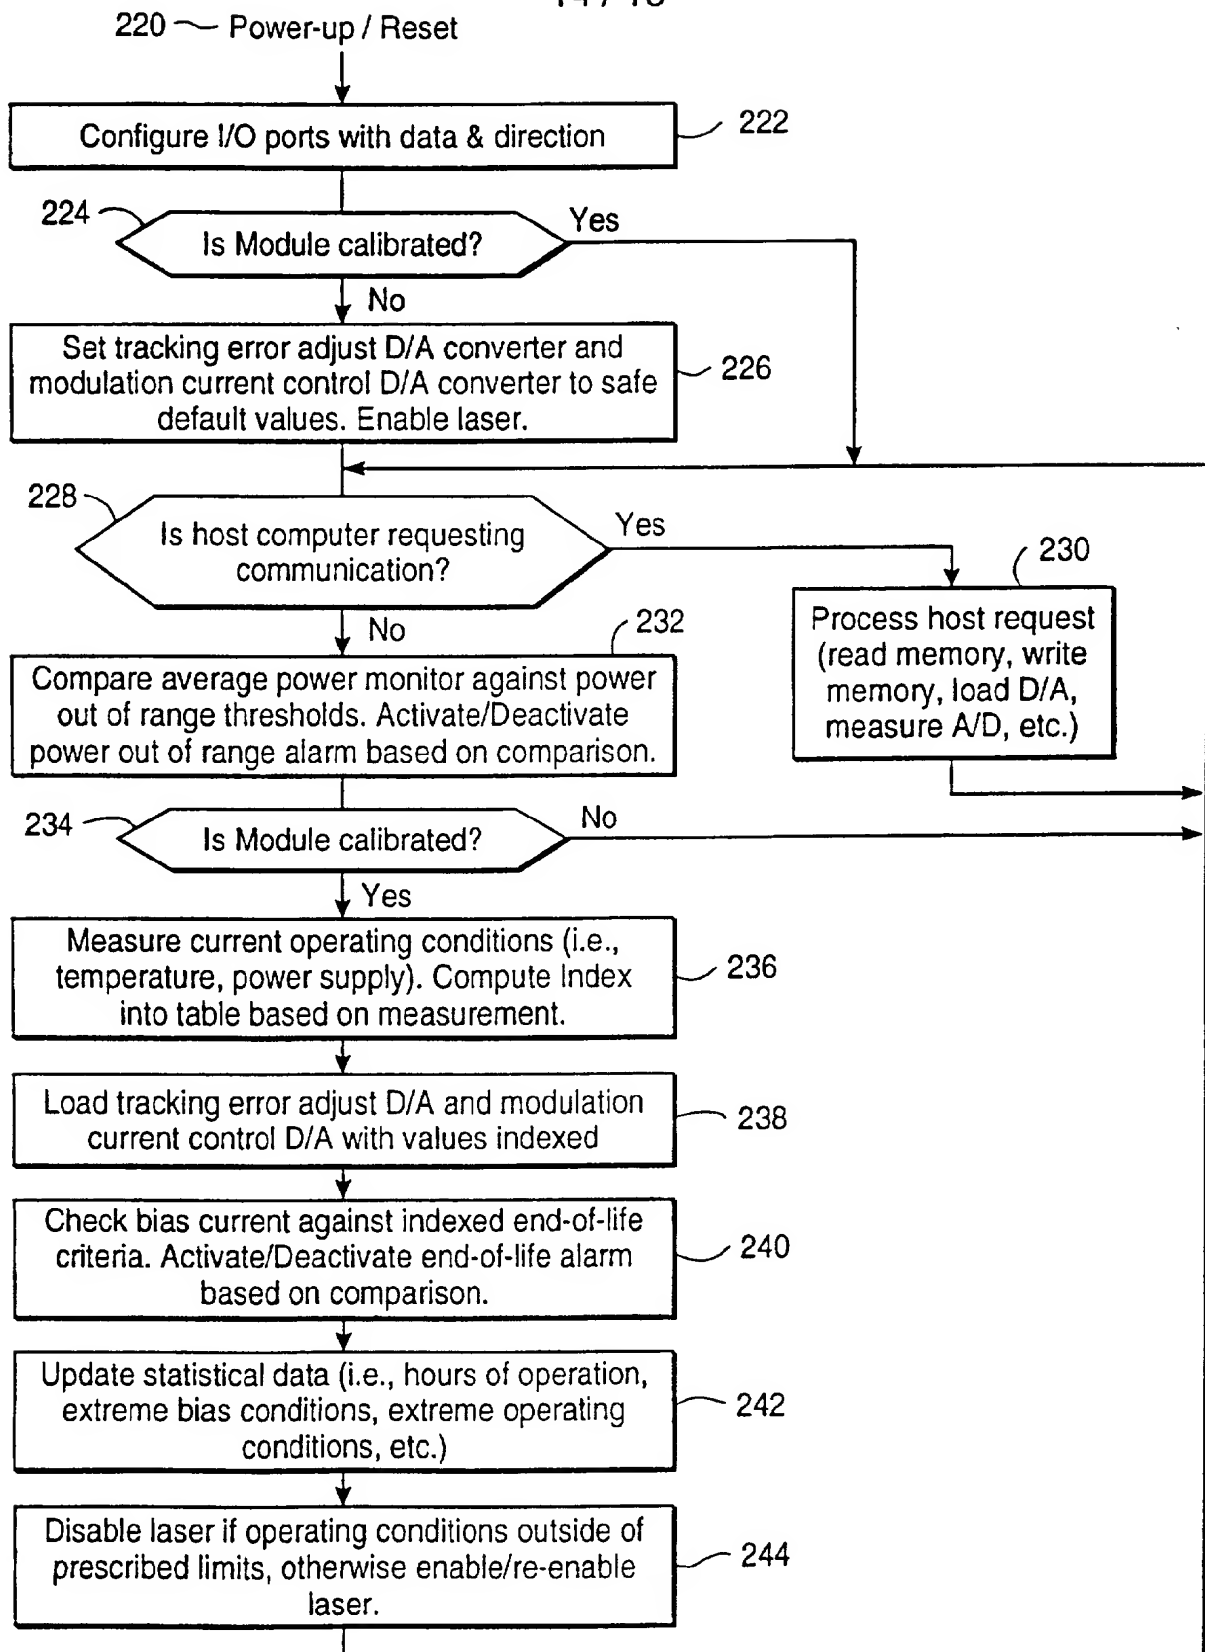 220 Power-up / Reset
Configure I/O ports with data & direction
222
224
Is Module calibrated?
Yes
No
Set tracking error adjust D/A converter and
modulation current control D/A converter to safe
default values. Enable laser.
226
228
Is host computer requesting
communication?
Yes
230
Process host request
(read memory, write
memory, load D/A,
measure A/D, etc.)
No
232
Compare average power monitor against power
out of range thresholds. Activate/Deactivate
power out of range alarm based on comparison.
234
Is Module calibrated?
No
Yes
Measure current operating conditions (i.e.,
temperature, power supply). Compute Index
into table based on measurement.
236
Load tracking error adjust D/A and modulation
current control D/A with values indexed
238
Check bias current against indexed end-of-life
criteria. Activate/Deactivate end-of-life alarm
based on comparison.
240
Update statistical data (i.e., hours of operation,
extreme bias conditions, extreme operating
conditions, etc.)
242
Disable laser if operating conditions outside of
prescribed limits, otherwise enable/re-enable
laser.
244